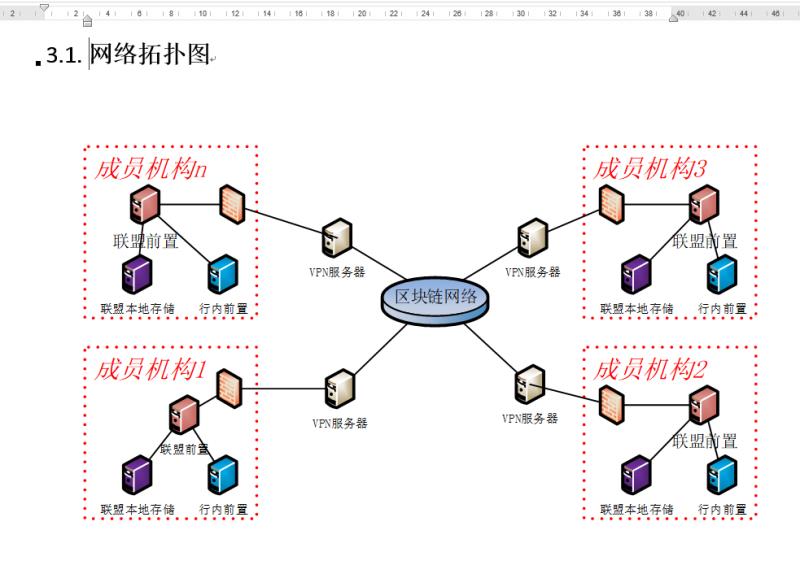 2 2 4 6 8 10 12 14 16 18 20 22 24 26 28 30 32 34 36 38 40 42 44 46
3.1. 网络拓扑图
成员机构n
联盟前置
联盟本地存储 行内前置
VPN服务器
成员机构3
联盟前置
联盟本地存储 行内前置
VPN服务器
区块链网络
成员机构1
联盟前置
联盟本地存储 行内前置
VPN服务器
成员机构2
联盟前置
联盟本地存储 行内前置
VPN服务器